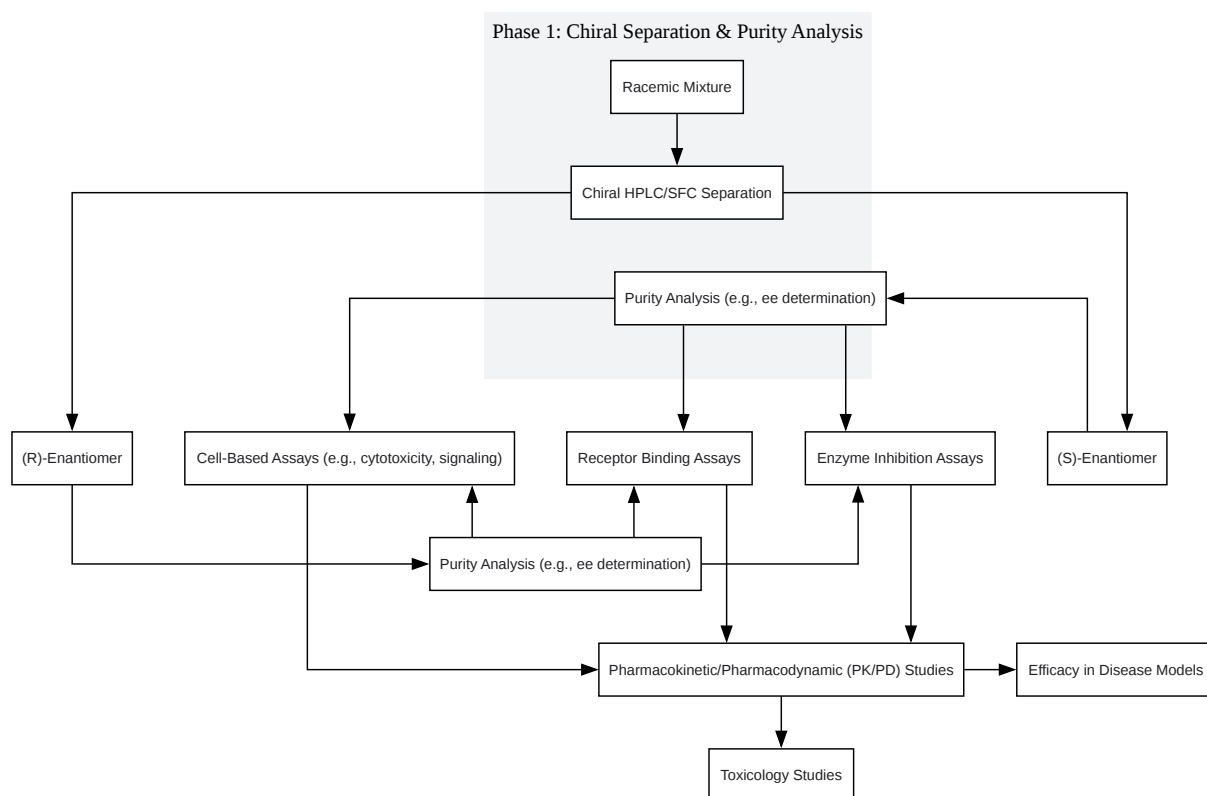 Phase 1: Chiral Separation & Purity Analysis
Racemic Mixture
Chiral HPLC/SFC Separation
Purity Analysis (e.g., ee determination)
(R)-Enantiomer
Cell-Based Assays (e.g., cytotoxicity, signaling)
Receptor Binding Assays
Enzyme Inhibition Assays
(S)-Enantiomer
Purity Analysis (e.g., ee determination)
Pharmacokinetic/Pharmacodynamic (PK/PD) Studies
Efficacy in Disease Models
Toxicology Studies